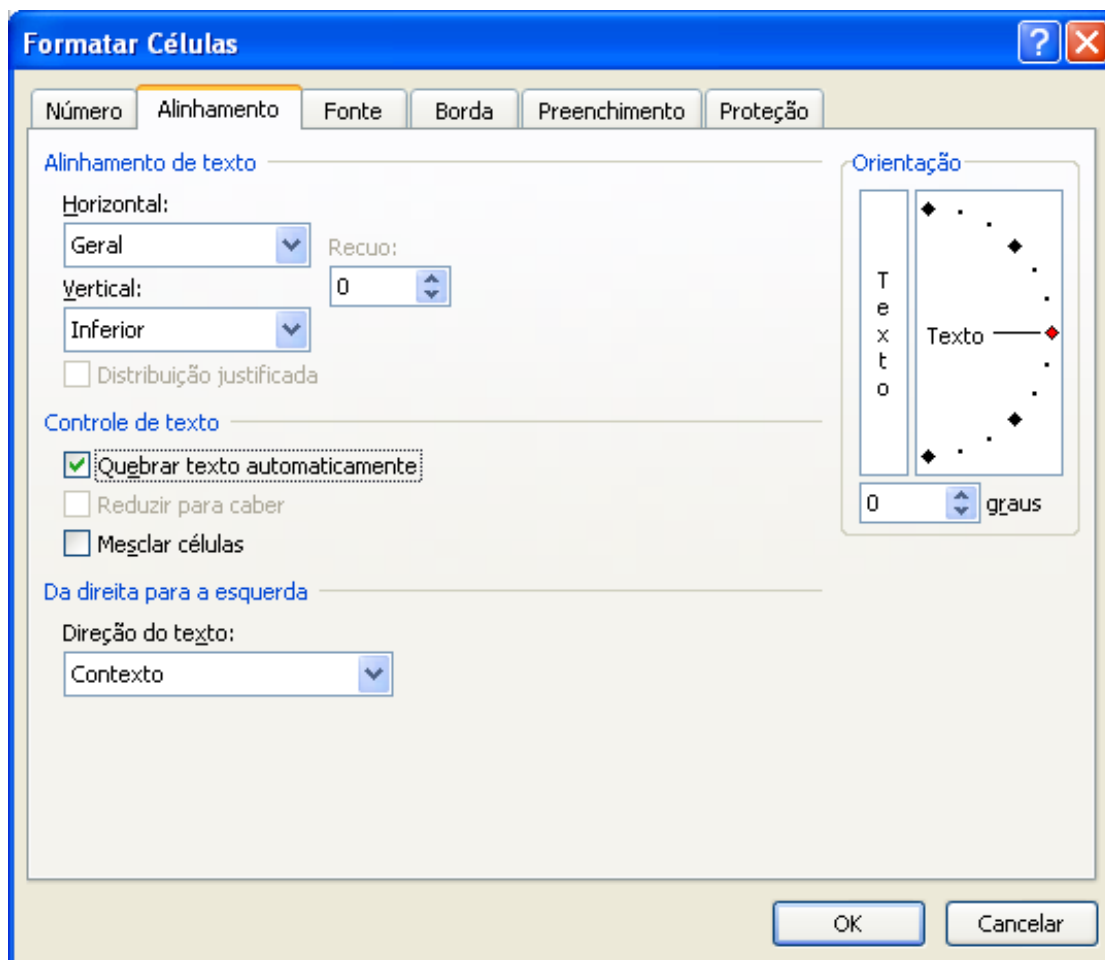 Formatar Células
Número Alinhamento Fonte Borda Preenchimento Proteção
Alinhamento de texto
Horizontal:
Geral
Recuo:
0
Vertical:
Inferior
Distribuição justificada
Controle de texto
Quebrar texto automaticamente
Reduzir para caber
Mesclar células
Da direita para a esquerda
Direção do texto:
Contexto
Orientação
T
e
x
t
o
Texto
0 graus
OK Cancelar